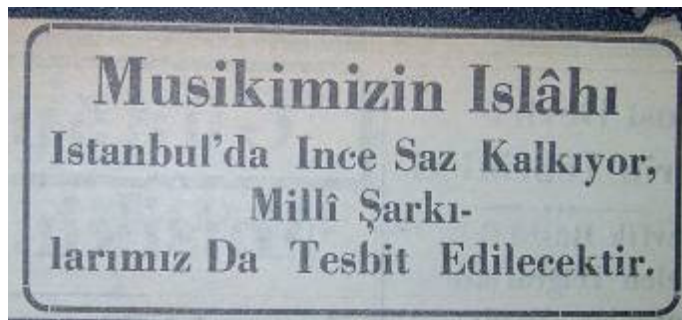 Musikimizin Islâhı
Istanbul'da Ince Saz Kalkıyor,
Millî Şarkı-
larımız Da Tesbit Edilecektir.